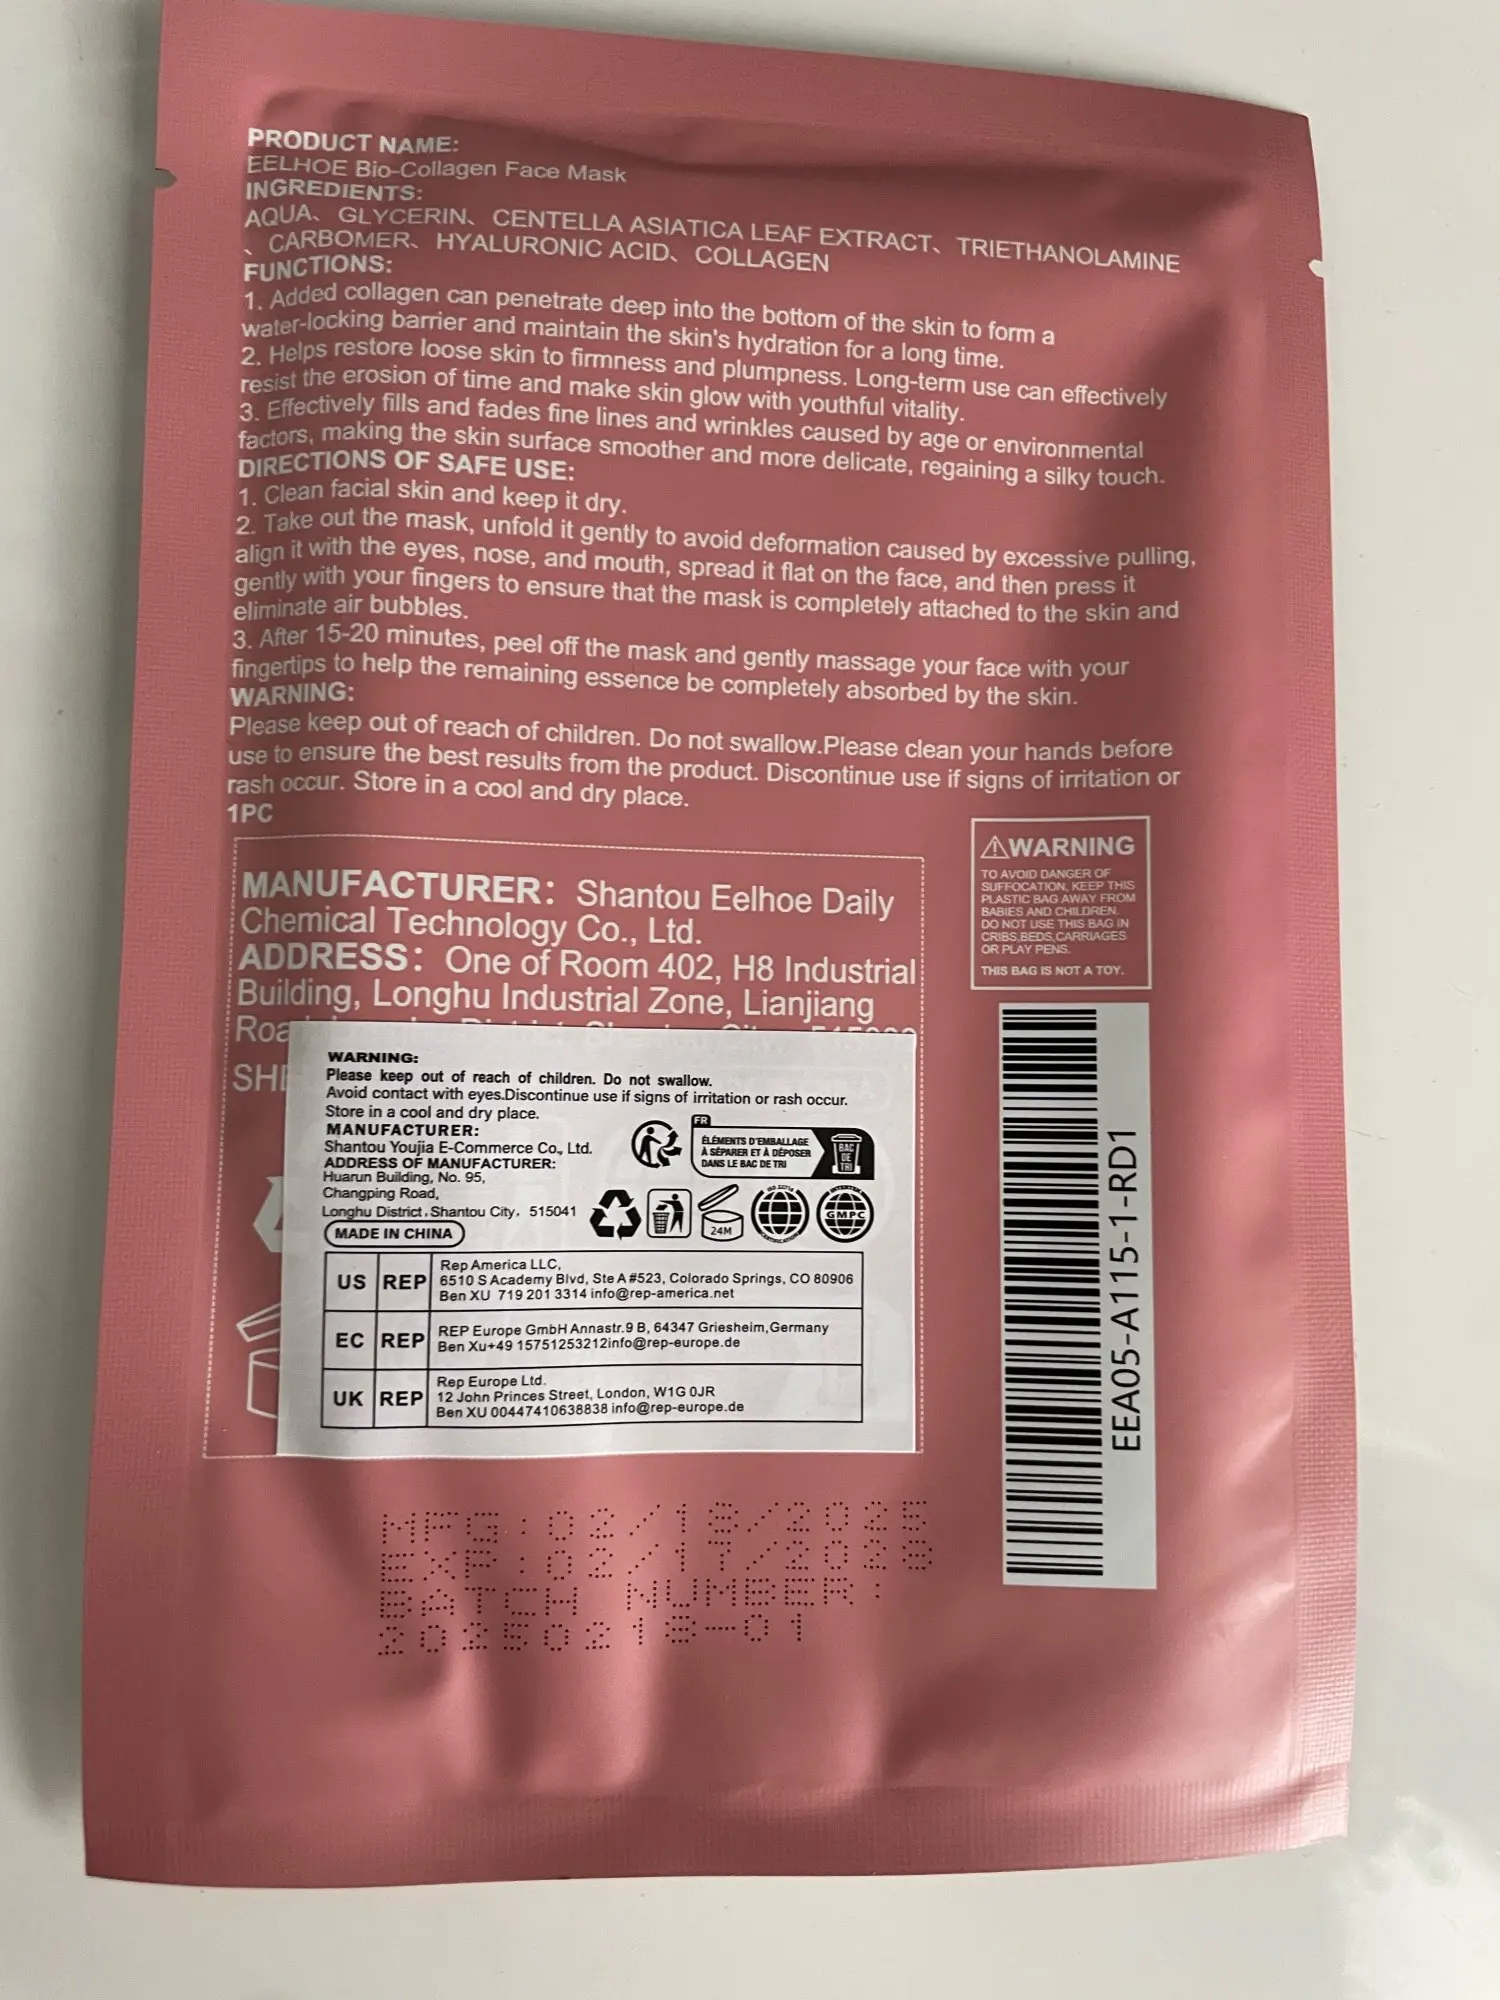 PRODUCT NAME:
EELHOE Bio-Collagen Face Mask
INGREDIENTS:
AQUA、 GLYCERIN、 CENTELLA ASIATICA LEAF EXTRACT、 TRIETHANOLAMINE
、 CARBOMER、 HYALURONIC ACID、 COLLAGEN
FUNCTIONS:
1. Added collagen can penetrate deep into the bottom of the skin to form a
water-locking barrier and maintain the skin's hydration for a long time.
2. Helps restore loose skin to firmness and plumpness. Long-term use can effectively
resist the erosion of time and make skin glow with youthful vitality.
3. Effectively fills and fades fine lines and wrinkles caused by age or environmental
factors, making the skin surface smoother and more delicate, regaining a silky touch.
DIRECTIONS OF SAFE USE:
1. Clean facial skin and keep it dry.
2. Take out the mask, unfold it gently to avoid deformation caused by excessive pulling,
align it with the eyes, nose, and mouth, spread it flat on the face, and then press it
gently with your fingers to ensure that the mask is completely attached to the skin and
eliminate air bubbles.
3. After 15-20 minutes, peel off the mask and gently massage your face with your
fingertips to help the remaining essence be completely absorbed by the skin.
WARNING:
Please keep out of reach of children. Do not swallow.Please clean your hands before
use to ensure the best results from the product. Discontinue use if signs of irritation or
rash occur. Store in a cool and dry place.
1PC
MANUFACTURER: Shantou Eelhoe Daily
Chemical Technology Co., Ltd.
ADDRESS: One of Room 402, H8 Industrial
Building, Longhu Industrial Zone, Lianjiang
WARNING
TO AVOID DANGER OF
SUFFOCATION, KEEP THIS
PLASTIC BAG AWAY FROM
BABIES AND CHILDREN.
DO NOT USE THIS BAG IN
CRIBS,BEDS,CARRIAGES
OR PLAY PENS.
THIS BAG IS NOT A TOY.
EEA05-A115-1-RD1
WARNING:
Please keep out of reach of children. Do not swallow.
Avoid contact with eyes.Discontinue use if signs of irritation or rash occur.
Store in a cool and dry place.
MANUFACTURER:
Shantou Youjia E-Commerce Co., Ltd.
ADDRESS OF MANUFACTURER:
Huarun Building, No. 95,
Changping Road,
Longhu District,Shantou City, 515041
MADE IN CHINA
FR
ÉLÉMENTS D'EMBALLAGE
À SÉPARER ET À DÉPOSER
DANS LE BAC DE TRI
BAC
DE
TRI
24M
GMPC
US REP
Rep America LLC,
6510 S Academy Blvd, Ste A #523, Colorado Springs, CO 80906
Ben XU 719 201 3314 info@rep-america.net
EC REP
REP Europe GmbH Annastr.9 B, 64347 Griesheim,Germany
Ben Xu+49 15751253212info@rep-europe.de
UK REP
Rep Europe Ltd.
12 John Princes Street, London, W1G 0JR
Ben XU 00447410638838 info@rep-europe.de
MFG:02/18/2025
EXP:02/17/2028
BATCH NUMBER:
20250218-01